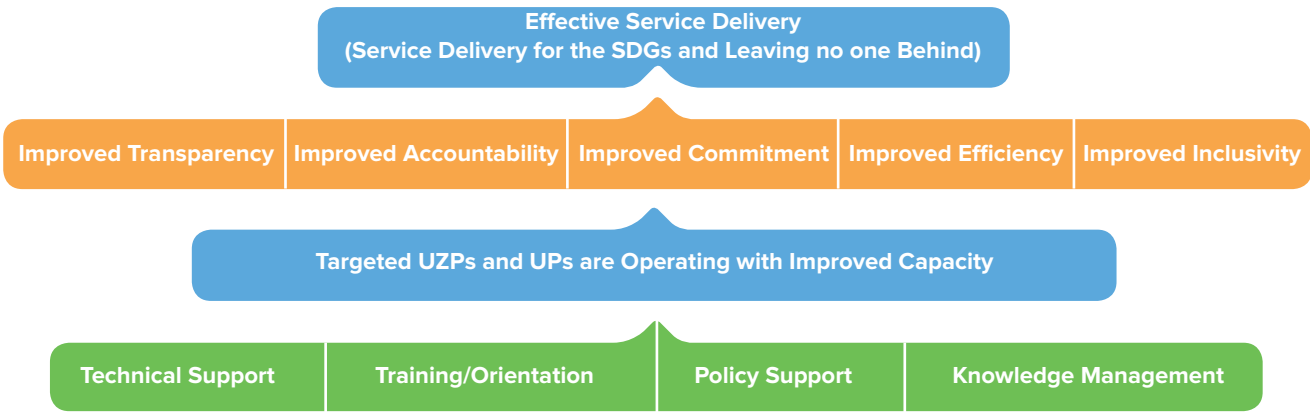 Effective Service Delivery
(Service Delivery for the SDGs and Leaving no one Behind)
Improved Transparency
Improved Accountability
Improved Commitment
Improved Efficiency
Improved Inclusivity
Targeted UZPs and UPs are Operating with Improved Capacity
Technical Support
Training/Orientation
Policy Support
Knowledge Management